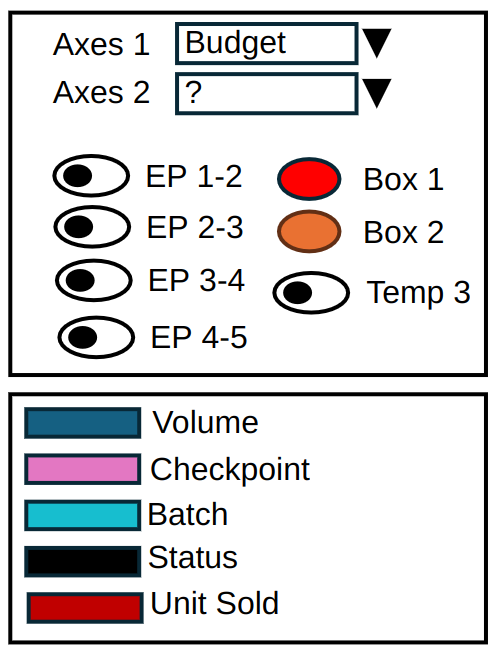 Axes 1 Budget
Axes 2 ?
EP 1-2 Box 1
EP 2-3 Box 2
EP 3-4 Temp 3
EP 4-5
Volume
Checkpoint
Batch
Status
Unit Sold